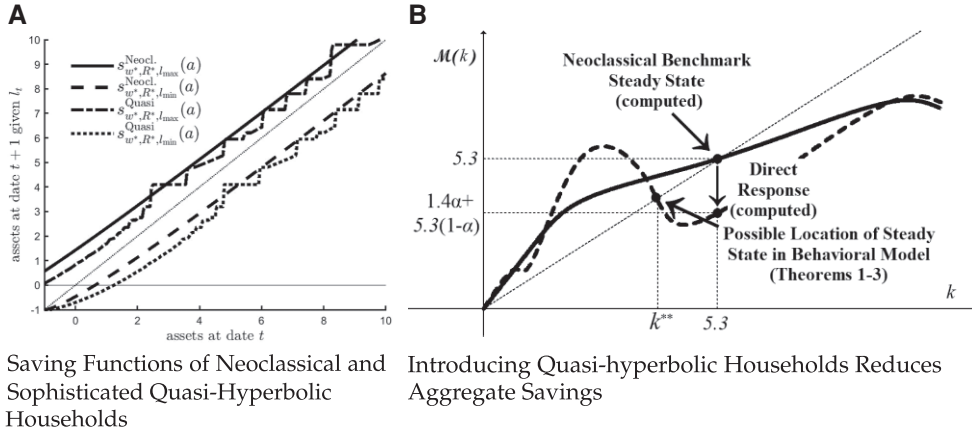 A
10
9
8
7
6
5
4
3
2
1
0
-1
assets at date t + 1 given l_t
s^{Neocl.}_{w*,R*,l_max}(a)
s^{Neocl.}_{w*,R*,l_min}(a)
s^{Quasi}_{w*,R*,l_max}(a)
s^{Quasi}_{w*,R*,l_min}(a)
0 2 4 6 8 10
assets at date t
Saving Functions of Neoclassical and
Sophisticated Quasi-Hyperbolic
Households
B
M(k)
Neoclassical Benchmark
Steady State
(computed)
5.3
1.4α+
5.3(1-α)
Direct
Response
(computed)
Possible Location of Steady
State in Behavioral Model
(Theorems 1-3)
k
k**
5.3
Introducing Quasi-hyperbolic Households Reduces
Aggregate Savings